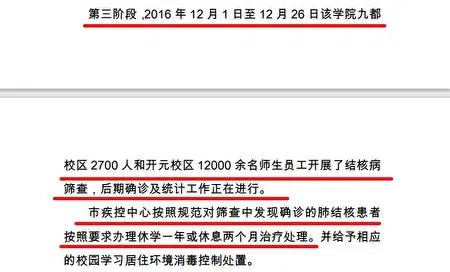 第三阶段,2016 年 12 月 1 日至 12 月 26 日该学院九都
校区 2700 人和开元校区 12000 余名师生员工开展了结核病
筛查，后期确诊及统计工作正在进行。
市疾控中心按照规范对筛查中发现确诊的肺结核患者
按照要求办理休学一年或休息两个月治疗处理。并给予相应
的校园学习居住环境消毒控制处置。